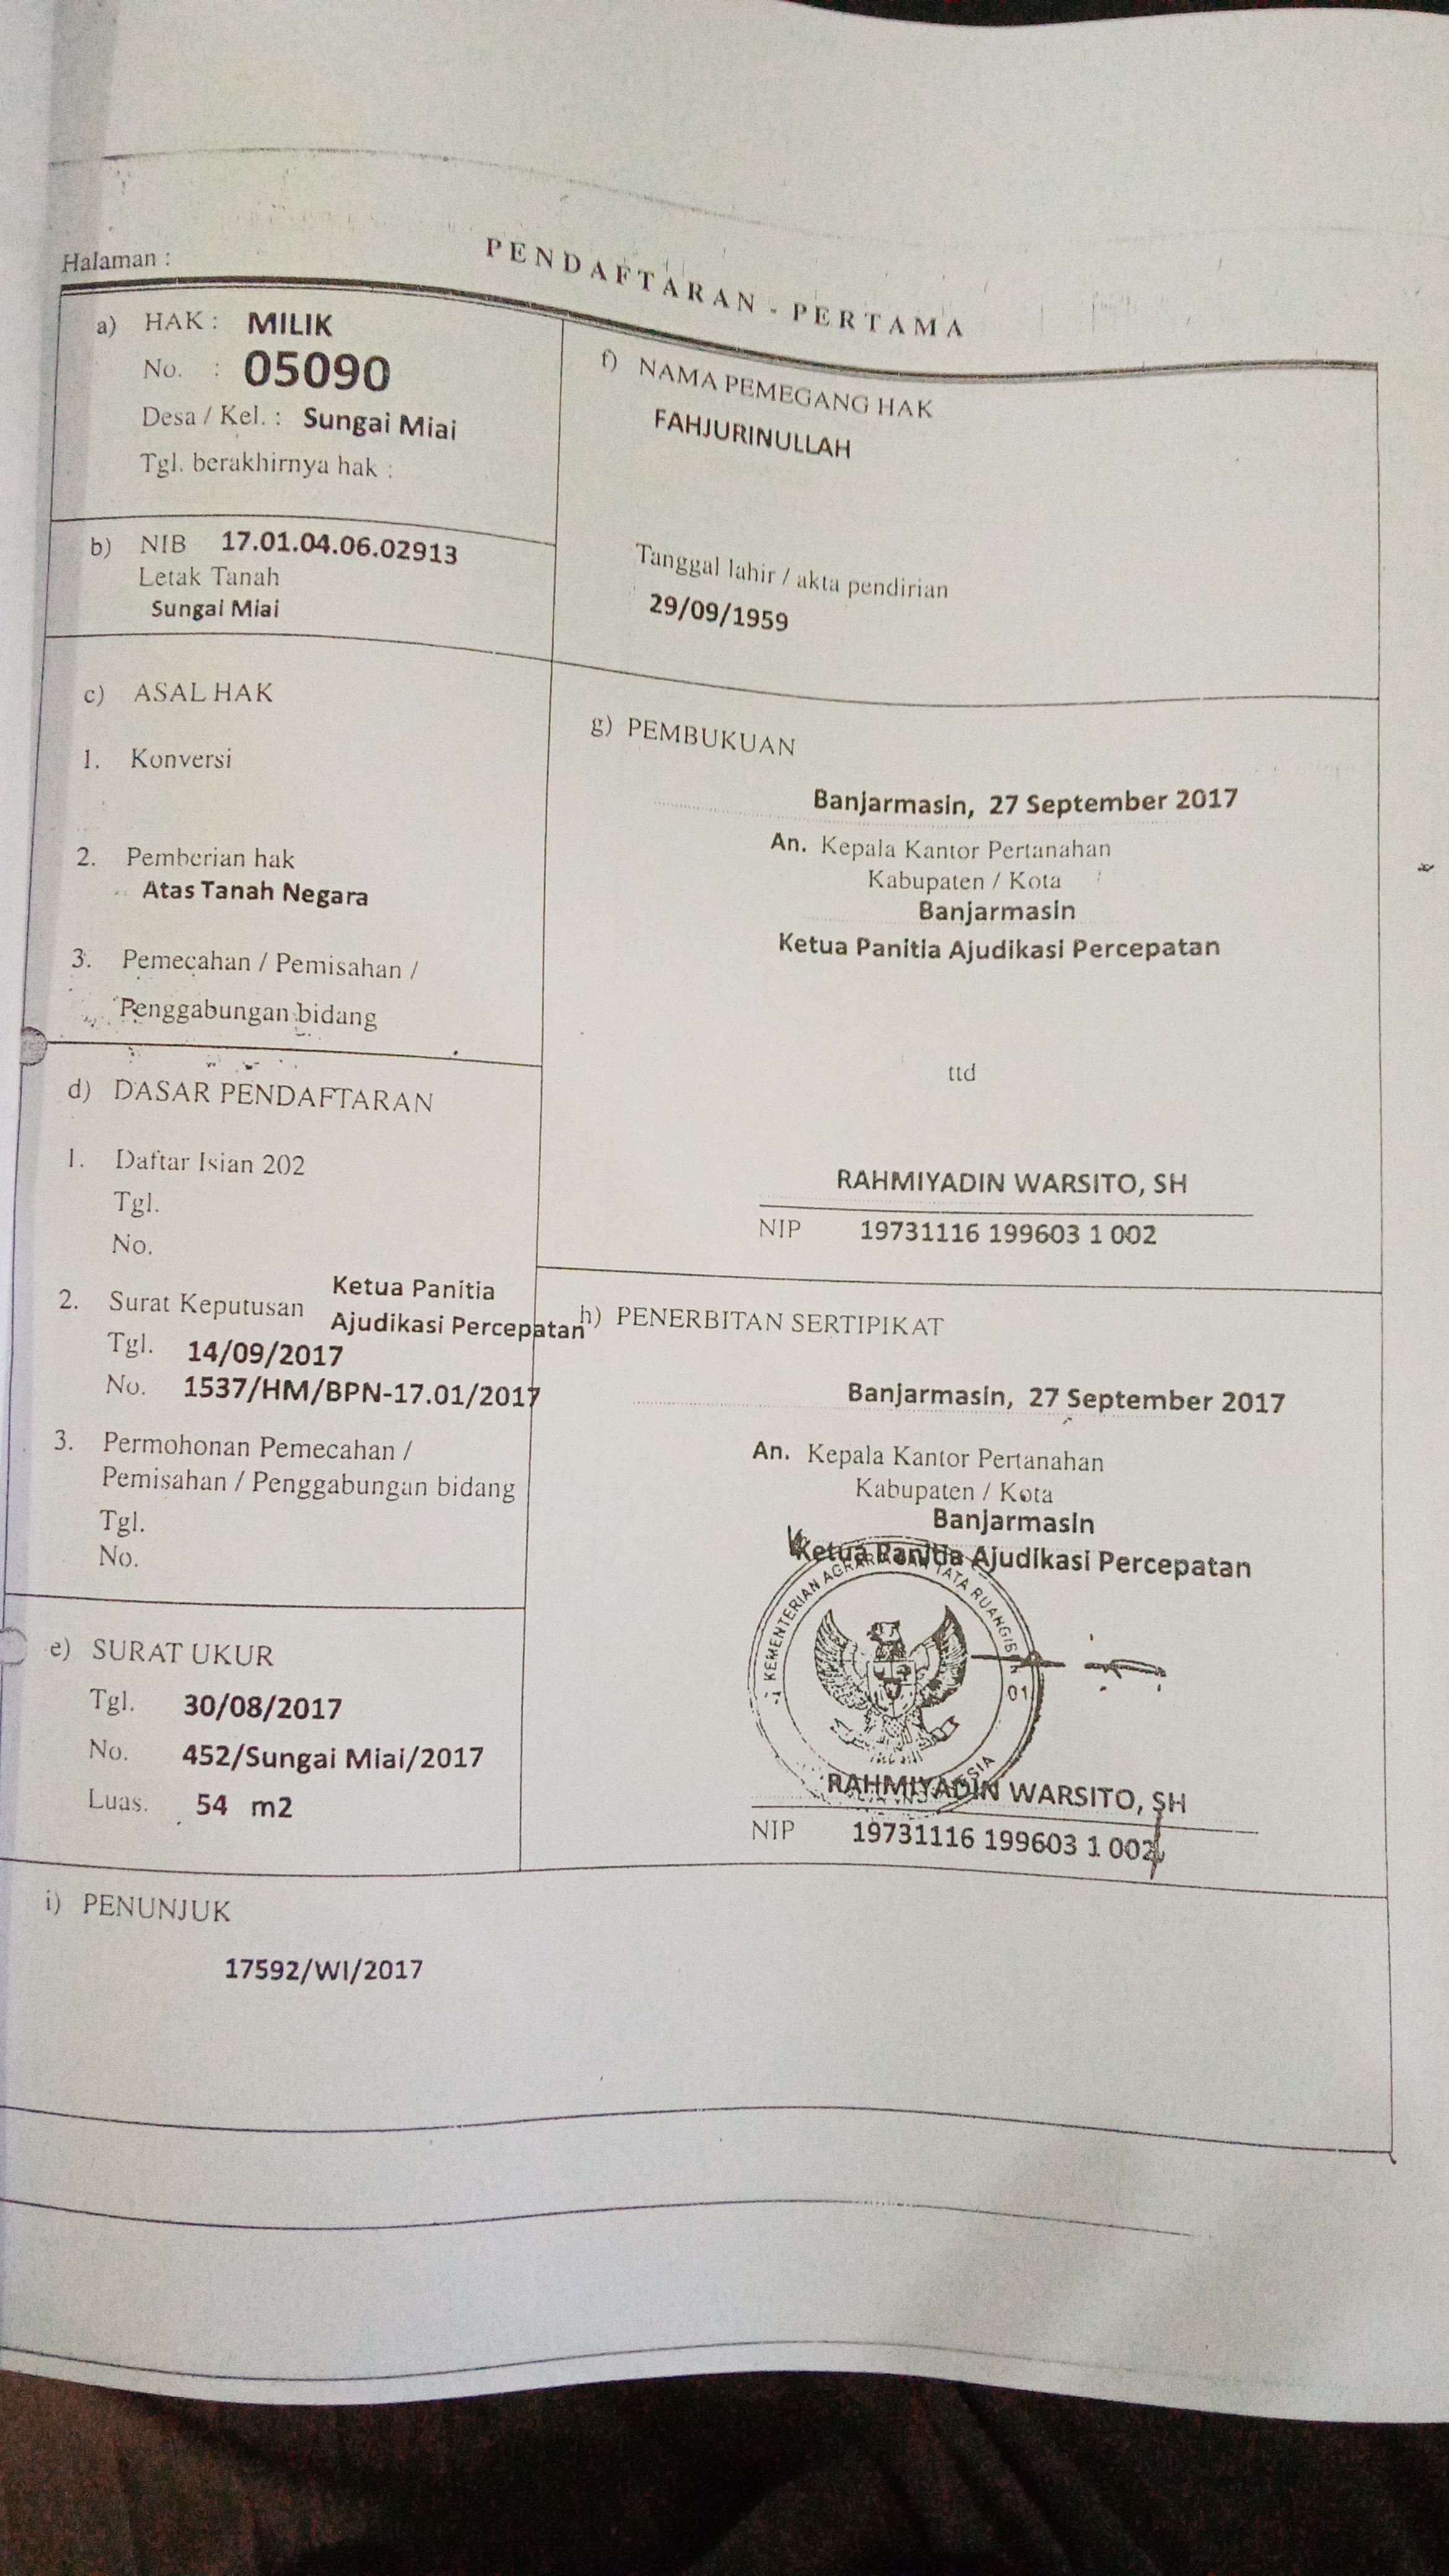 Halaman :
PENDAFTARAN - PERTAMA
a) HAK : MILIK
No. : 05090
Desa / Kel. : Sungai Miai
Tgl. berakhirnya hak :
b) NIB 17.01.04.06.02913
Letak Tanah
Sungai Miai
c) ASAL HAK
1. Konversi
2. Pemberian hak
Atas Tanah Negara
3. Pemecahan / Pemisahan /
Penggabungan bidang
d) DASAR PENDAFTARAN
1. Daftar Isian 202
Tgl.
No.
2. Surat Keputusan Ketua Panitia
Ajudikasi Percepatan
Tgl. 14/09/2017
No. 1537/HM/BPN-17.01/2017
3. Permohonan Pemecahan /
Pemisahan / Penggabungan bidang
Tgl.
No.
e) SURAT UKUR
Tgl. 30/08/2017
No. 452/Sungai Miai/2017
Luas. 54 m2
f) NAMA PEMEGANG HAK
FAHJURINULLAH
Tanggal lahir / akta pendirian
29/09/1959
g) PEMBUKUAN
Banjarmasin, 27 September 2017
An. Kepala Kantor Pertanahan
Kabupaten / Kota
Banjarmasin
Ketua Panitia Ajudikasi Percepatan
ttd
RAHMIYADIN WARSITO, SH
NIP 19731116 199603 1 002
h) PENERBITAN SERTIPIKAT
Banjarmasin, 27 September 2017
An. Kepala Kantor Pertanahan
Kabupaten / Kota
Banjarmasin
Ketua Panitia Ajudikasi Percepatan
KEMENTERIAN AGRARIA DAN TATA RUANG/B
01
RAHMIYADIN WARSITO, SH
NIP 19731116 199603 1 002
i) PENUNJUK
17592/WI/2017